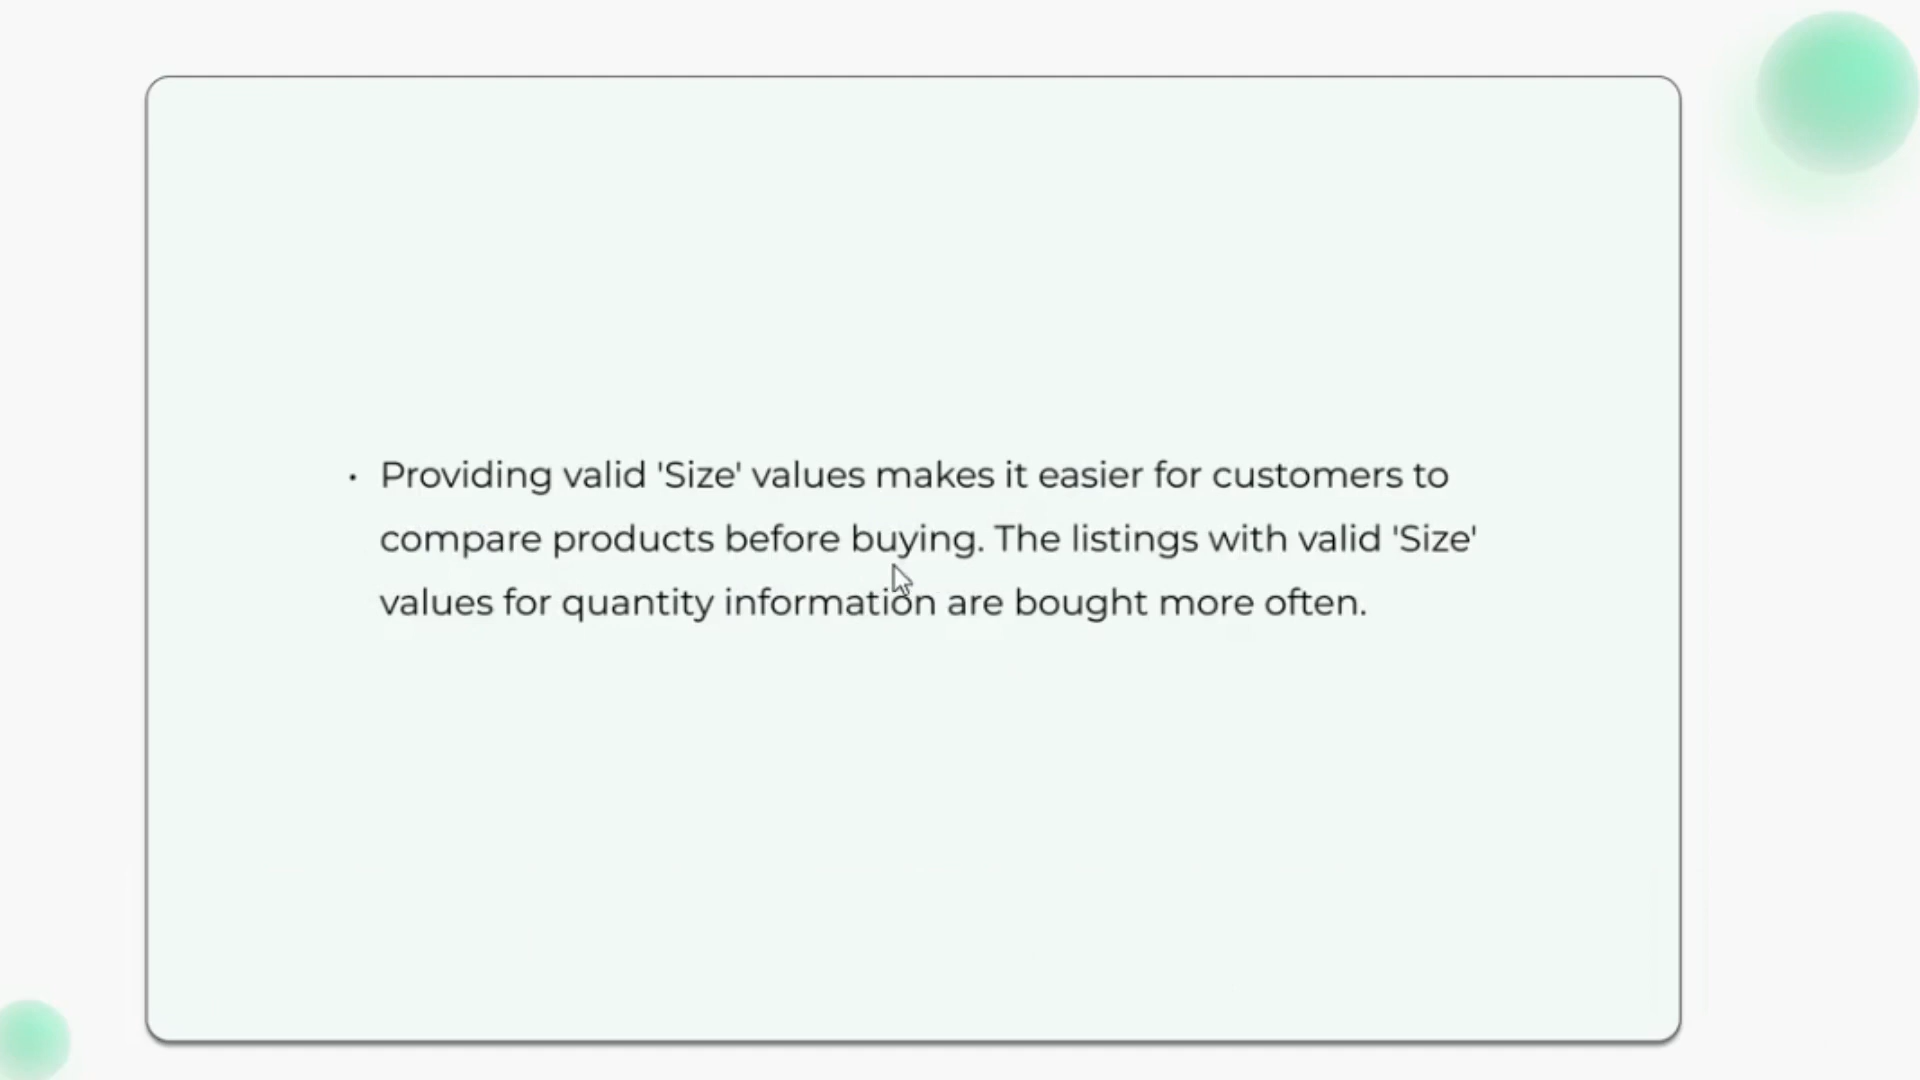 • Providing valid 'Size' values makes it easier for customers to
compare products before buying. The listings with valid 'Size'
values for quantity information are bought more often.